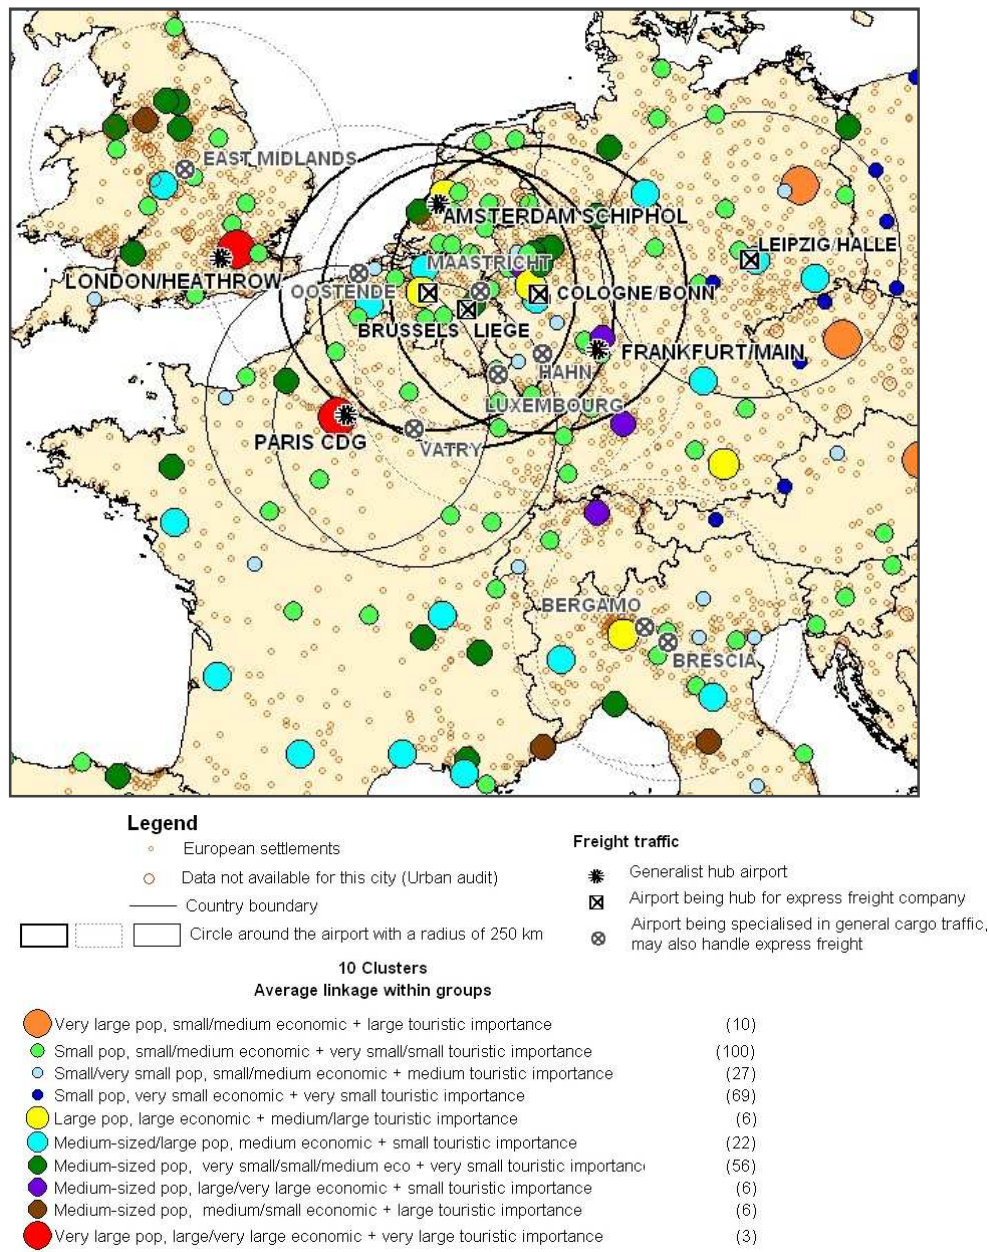 EAST MIDLANDS
AMSTERDAM SCHIPHOL
LEIPZIG/HALLE
MAASTRICHT
LONDON/HEATHROW
OOSTENDE
COLOGNE/BONN
BRUSSELS
LIEGE
FRANKFURT/MAIN
HAHN
LUXEMBOURG
PARIS CDG
VATRY
BERGAMO
BRESCIA
Legend
European settlements
Data not available for this city (Urban audit)
Country boundary
Circle around the airport with a radius of 250 km
Freight traffic
Generalist hub airport
Airport being hub for express freight company
Airport being specialised in general cargo traffic,
may also handle express freight
10 Clusters
Average linkage within groups
Very large pop, small/medium economic + large touristic importance (10)
Small pop, small/medium economic + very small/small touristic importance (100)
Small/very small pop, small/medium economic + medium touristic importance (27)
Small pop, very small economic + very small touristic importance (69)
Large pop, large economic + medium/large touristic importance (6)
Medium-sized/large pop, medium economic + small touristic importance (22)
Medium-sized pop, very small/small/medium eco + very small touristic importanc (56)
Medium-sized pop, large/very large economic + small touristic importance (6)
Medium-sized pop, medium/small economic + large touristic importance (6)
Very large pop, large/very large economic + very large touristic importance (3)